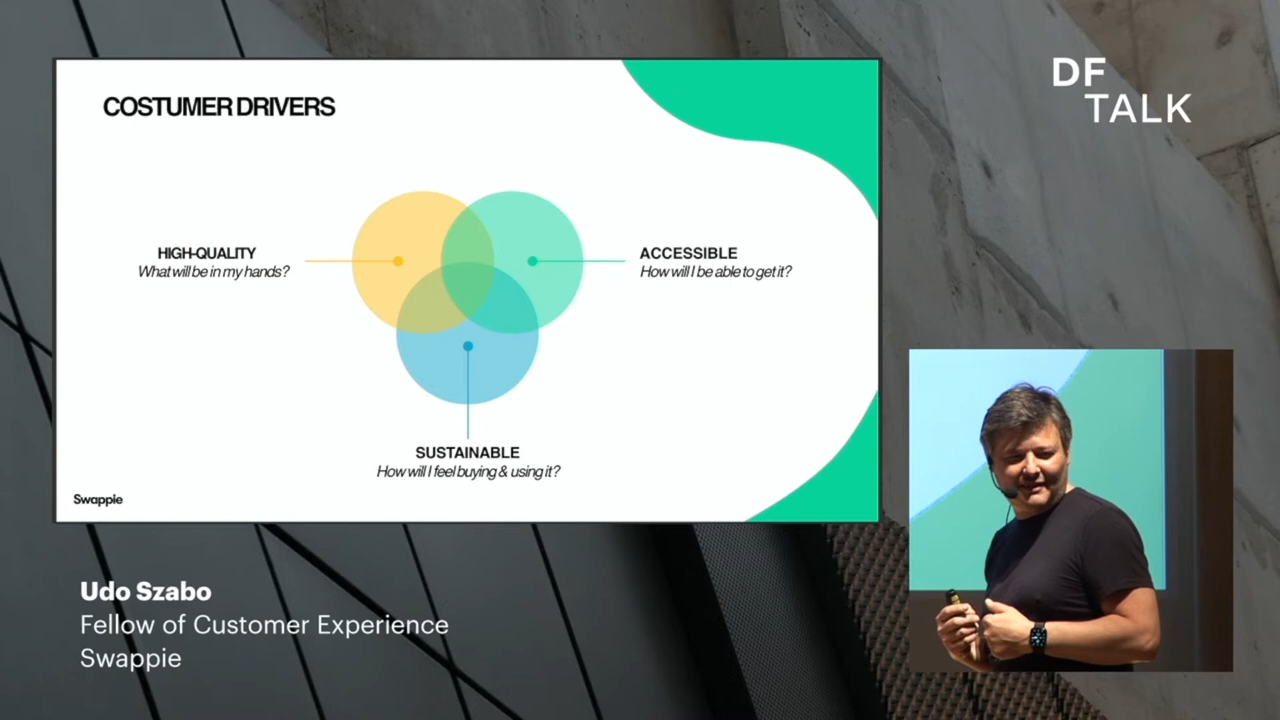 DF
TALK
COSTUMER DRIVERS
HIGH-QUALITY
What will be in my hands?
ACCESSIBLE
How will I be able to get it?
SUSTAINABLE
How will I feel buying & using it?
Swappie
Udo Szabo
Fellow of Customer Experience
Swappie